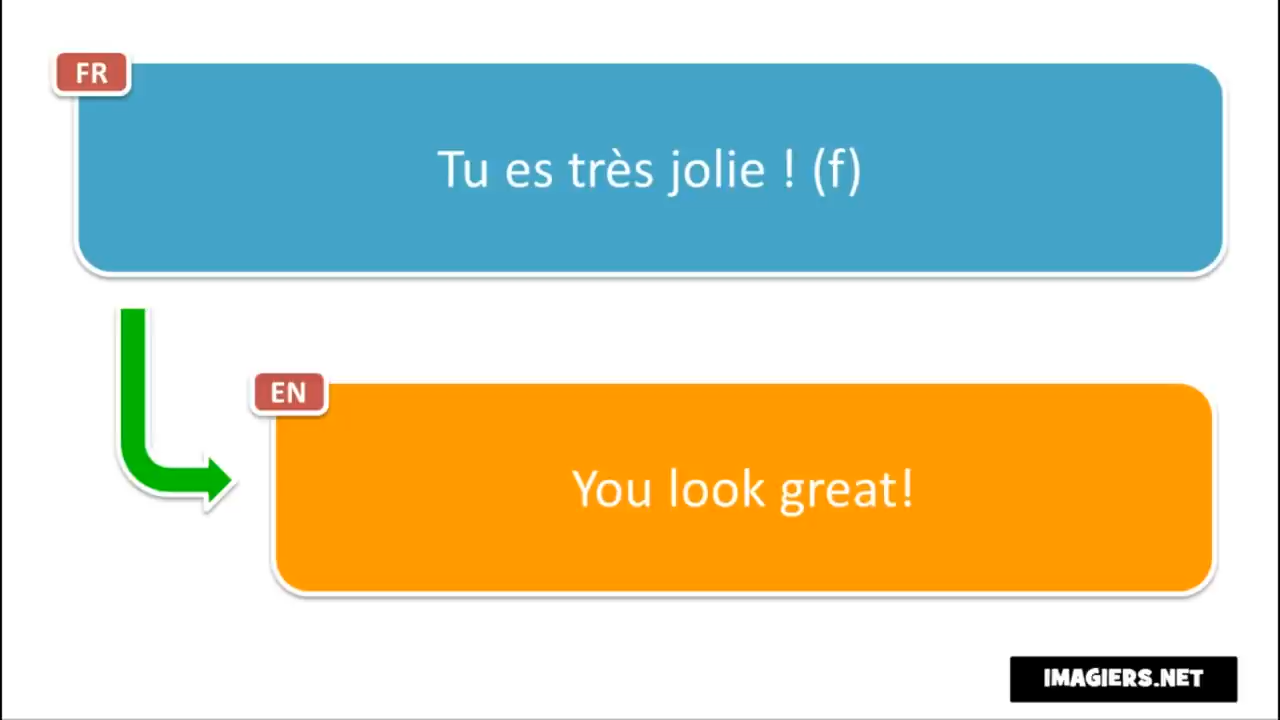 FR
Tu es très jolie ! (f)
EN
You look great!
IMAGIERS.NET